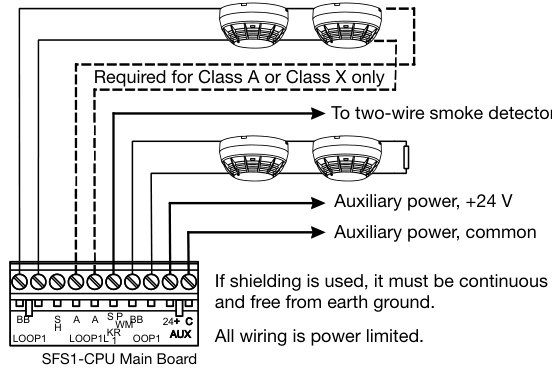 Required for Class A or Class X only
To two-wire smoke detector
Auxiliary power, +24 V
Auxiliary power, common
If shielding is used, it must be continuous
and free from earth ground.
All wiring is power limited.
BB S H A A S P WM BB 24+ C
LOOP1 LOOP1L KR 1 OOP1 AUX
SFS1-CPU Main Board